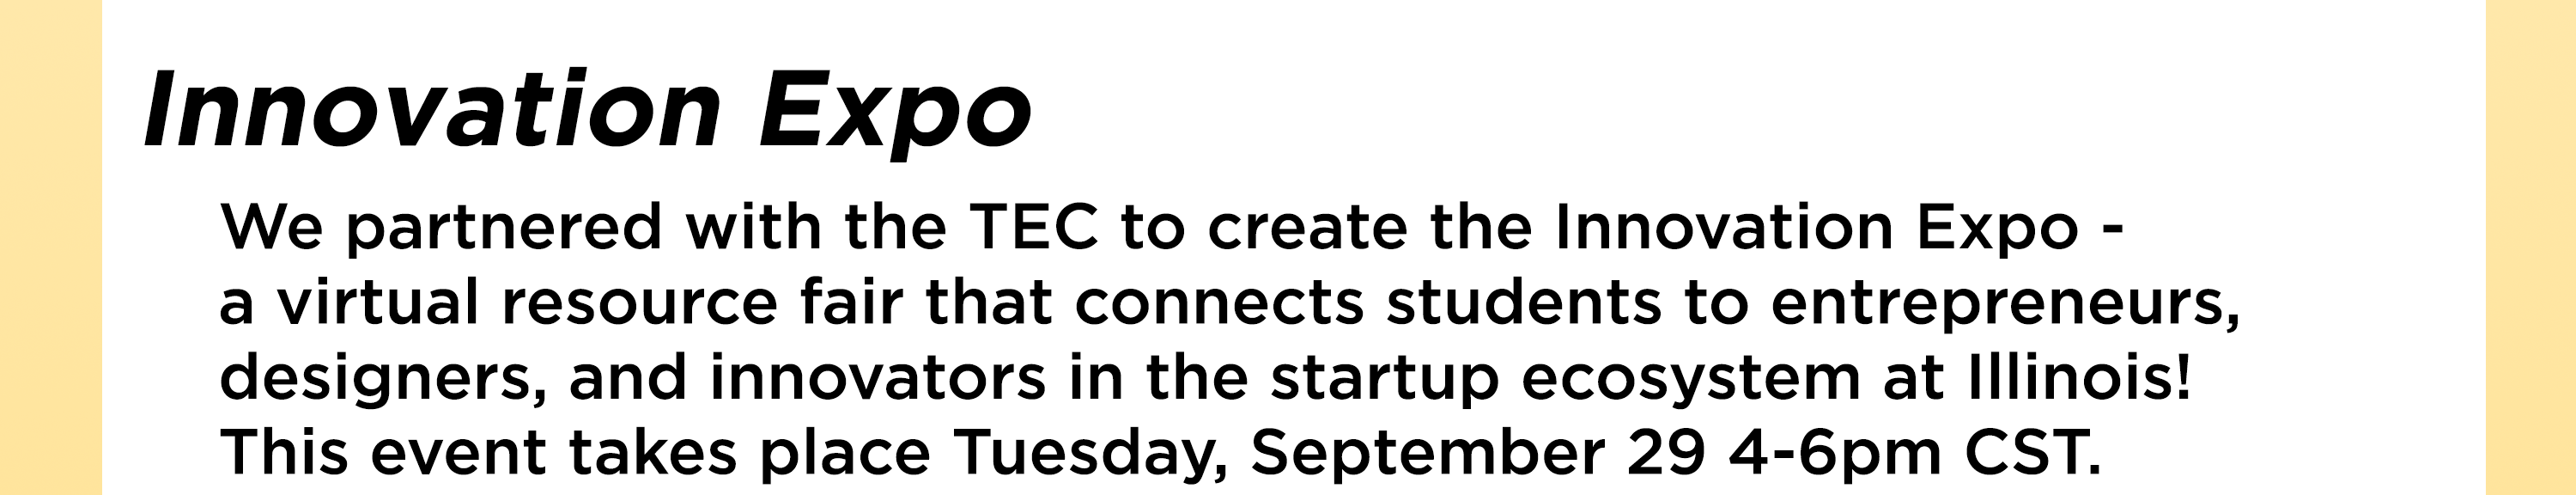 Innovation Expo
We partnered with the TEC to create the Innovation Expo -
a virtual resource fair that connects students to entrepreneurs,
designers, and innovators in the startup ecosystem at Illinois!
This event takes place Tuesday, September 29 4-6pm CST.